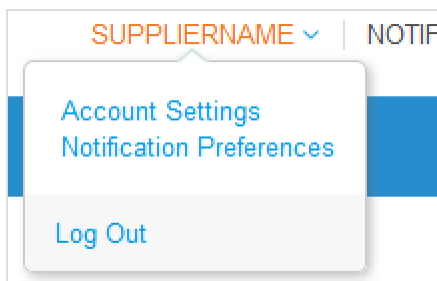 SUPPLIERNAME NOTIF
Account Settings
Notification Preferences
Log Out